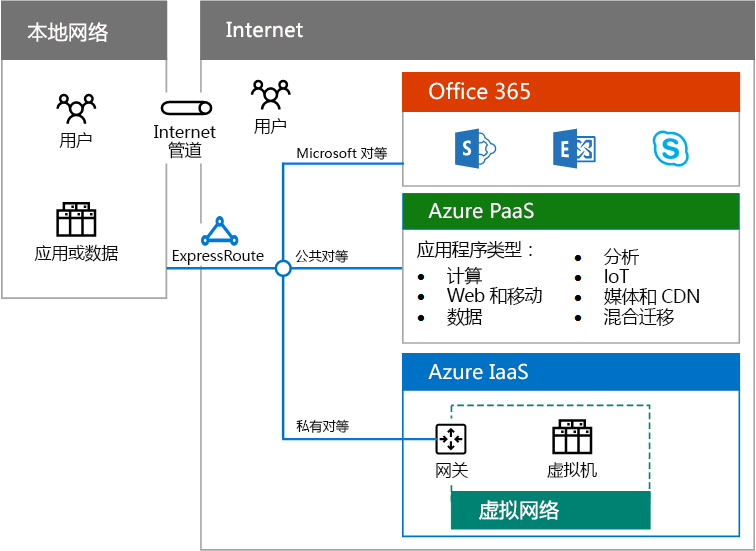 本地网络
用户
应用或数据
Internet
管道
ExpressRoute
Internet
用户
Microsoft 对等
公共对等
私有对等
Office 365
S
E
S
Azure PaaS
应用程序类型：
• 计算
• Web 和移动
• 数据
• 分析
• IoT
• 媒体和 CDN
• 混合迁移
Azure IaaS
网关
虚拟机
虚拟网络